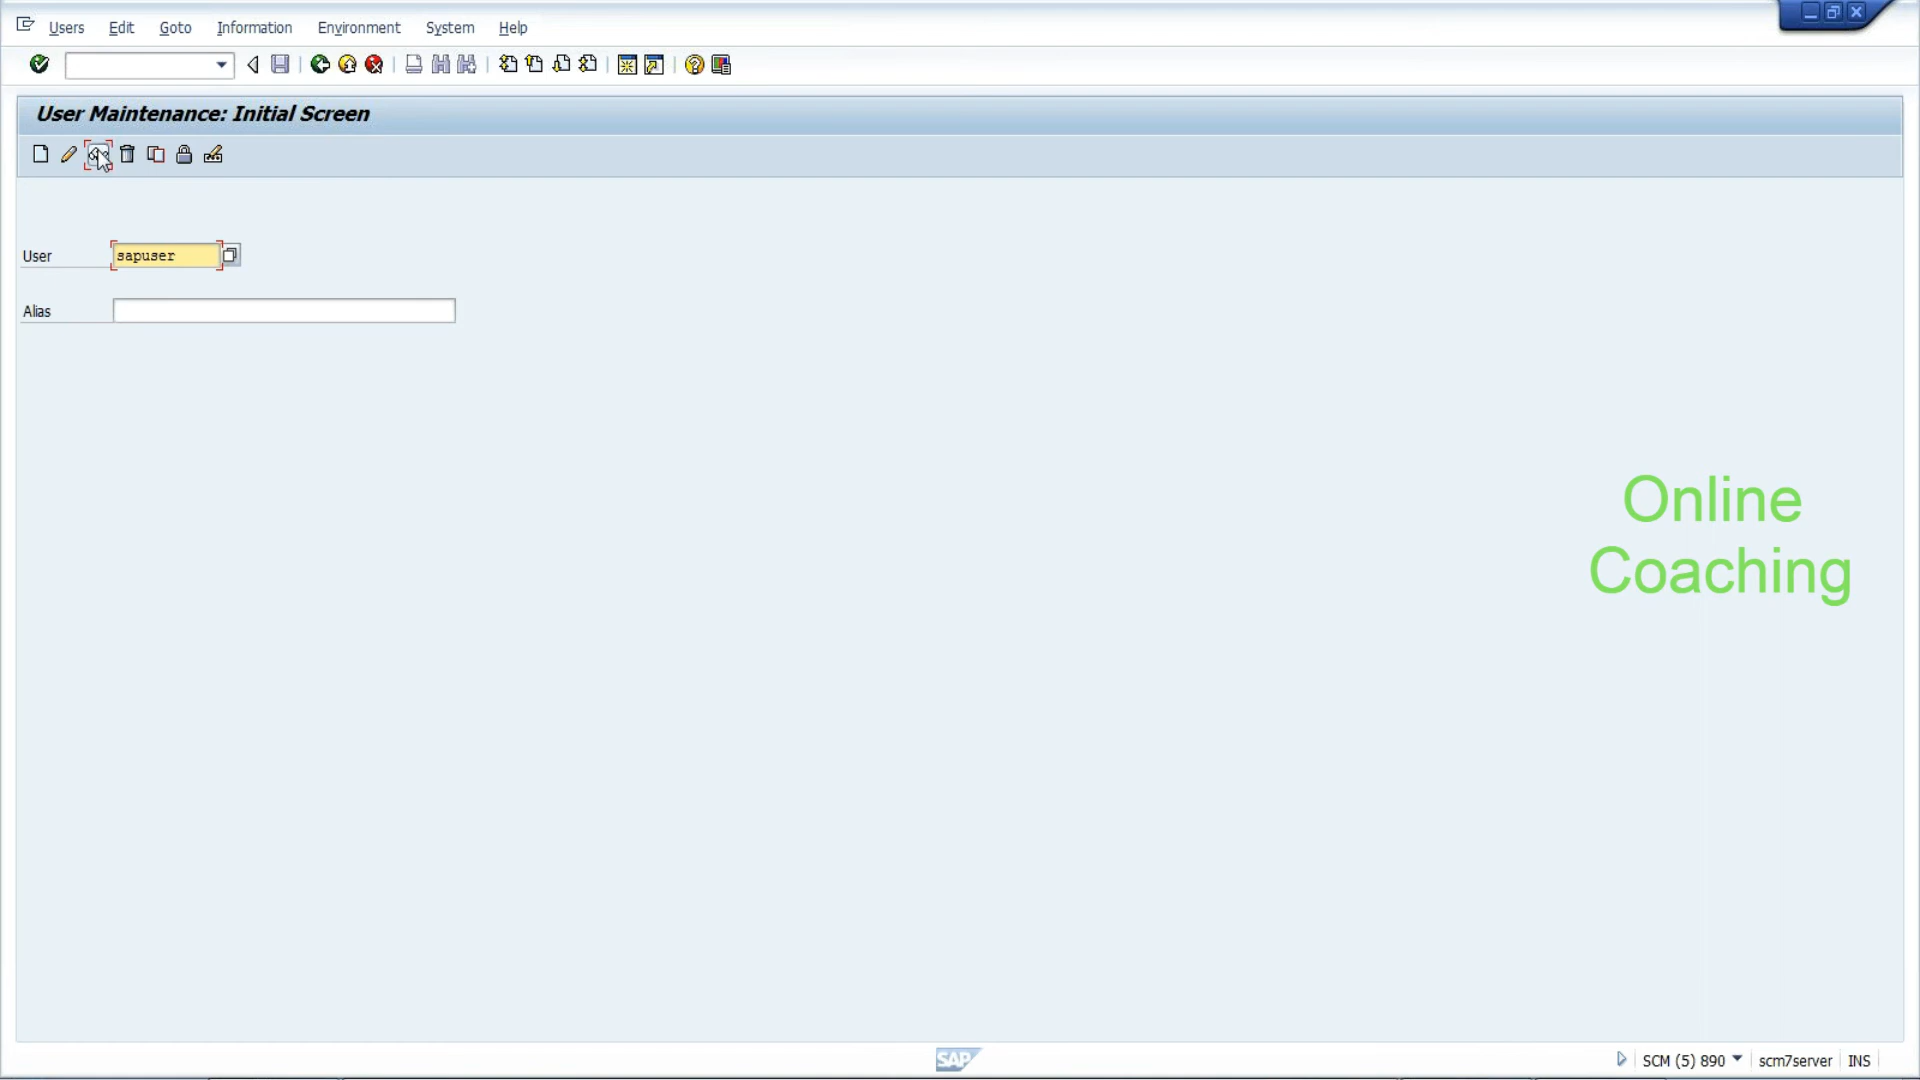 Users Edit Goto Information Environment System Help
User Maintenance: Initial Screen
User sapuser
Alias
Online
Coaching
SAP SCM (5) 890 scm7server INS